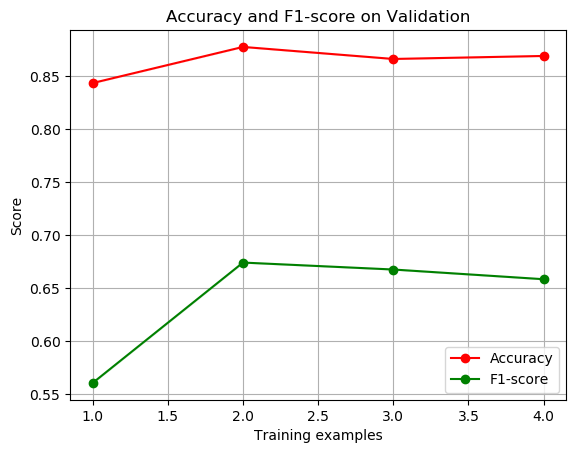 Accuracy and F1-score on Validation
Score
0.85
0.80
0.75
0.70
0.65
0.60
0.55
Accuracy
F1-score
1.0 1.5 2.0 2.5 3.0 3.5 4.0
Training examples